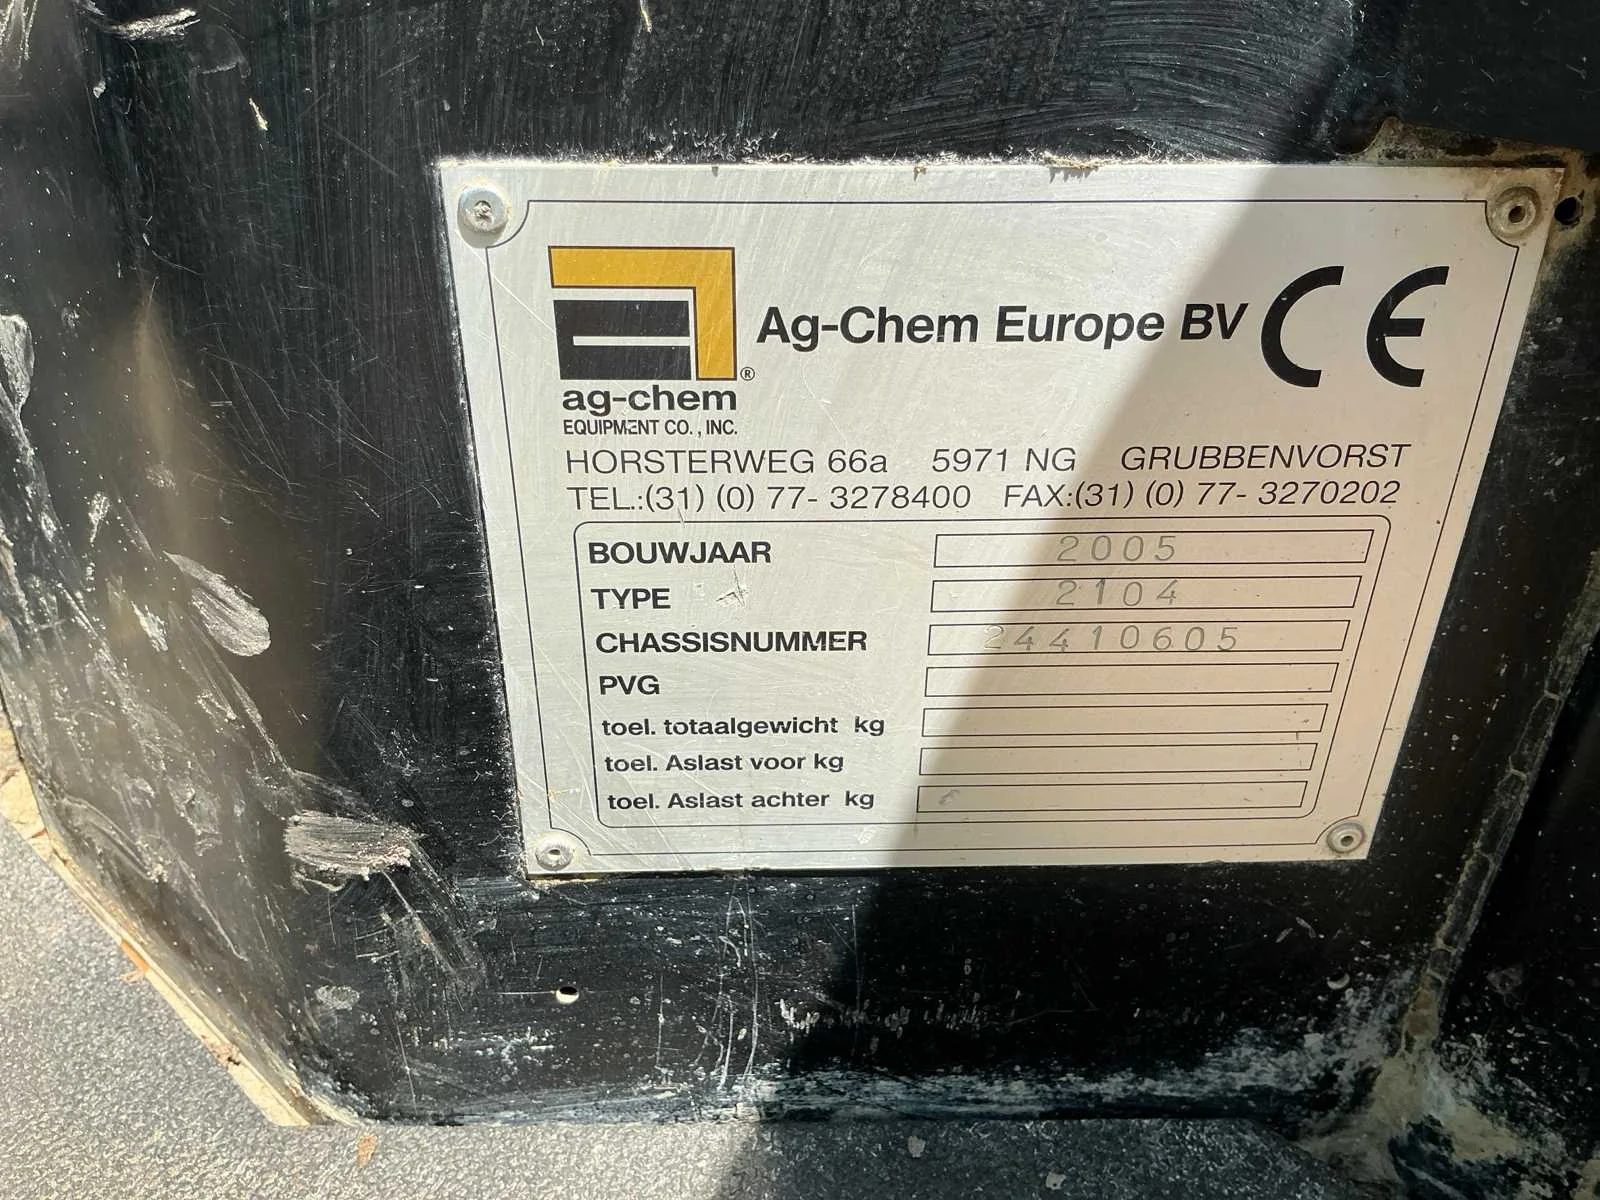 Ag-Chem Europe BV CE
®
ag-chem
EQUIPMENT CO., INC.
HORSTERWEG 66a 5971 NG GRUBBENVORST
TEL.:(31) (0) 77- 3278400 FAX:(31) (0) 77- 3270202
BOUWJAAR 2005
TYPE 2104
CHASSISNUMMER 24410605
PVG
toel. totaalgewicht kg
toel. Aslast voor kg
toel. Aslast achter kg